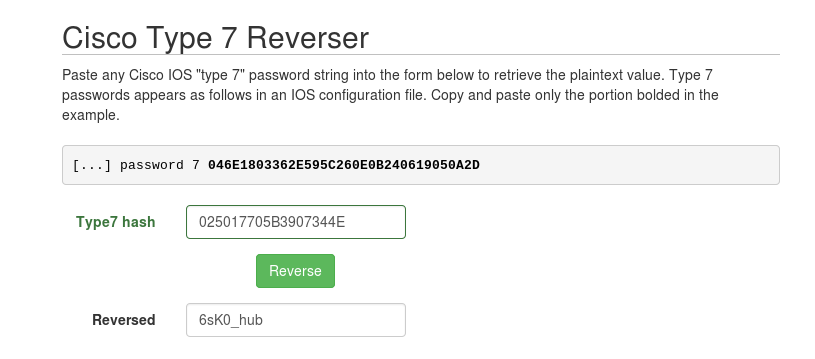 Cisco Type 7 Reverser
Paste any Cisco IOS "type 7" password string into the form below to retrieve the plaintext value. Type 7
passwords appears as follows in an IOS configuration file. Copy and paste only the portion bolded in the
example.
[...] password 7 046E1803362E595C260E0B240619050A2D
Type7 hash 025017705B3907344E
Reverse
Reversed 6sK0_hub